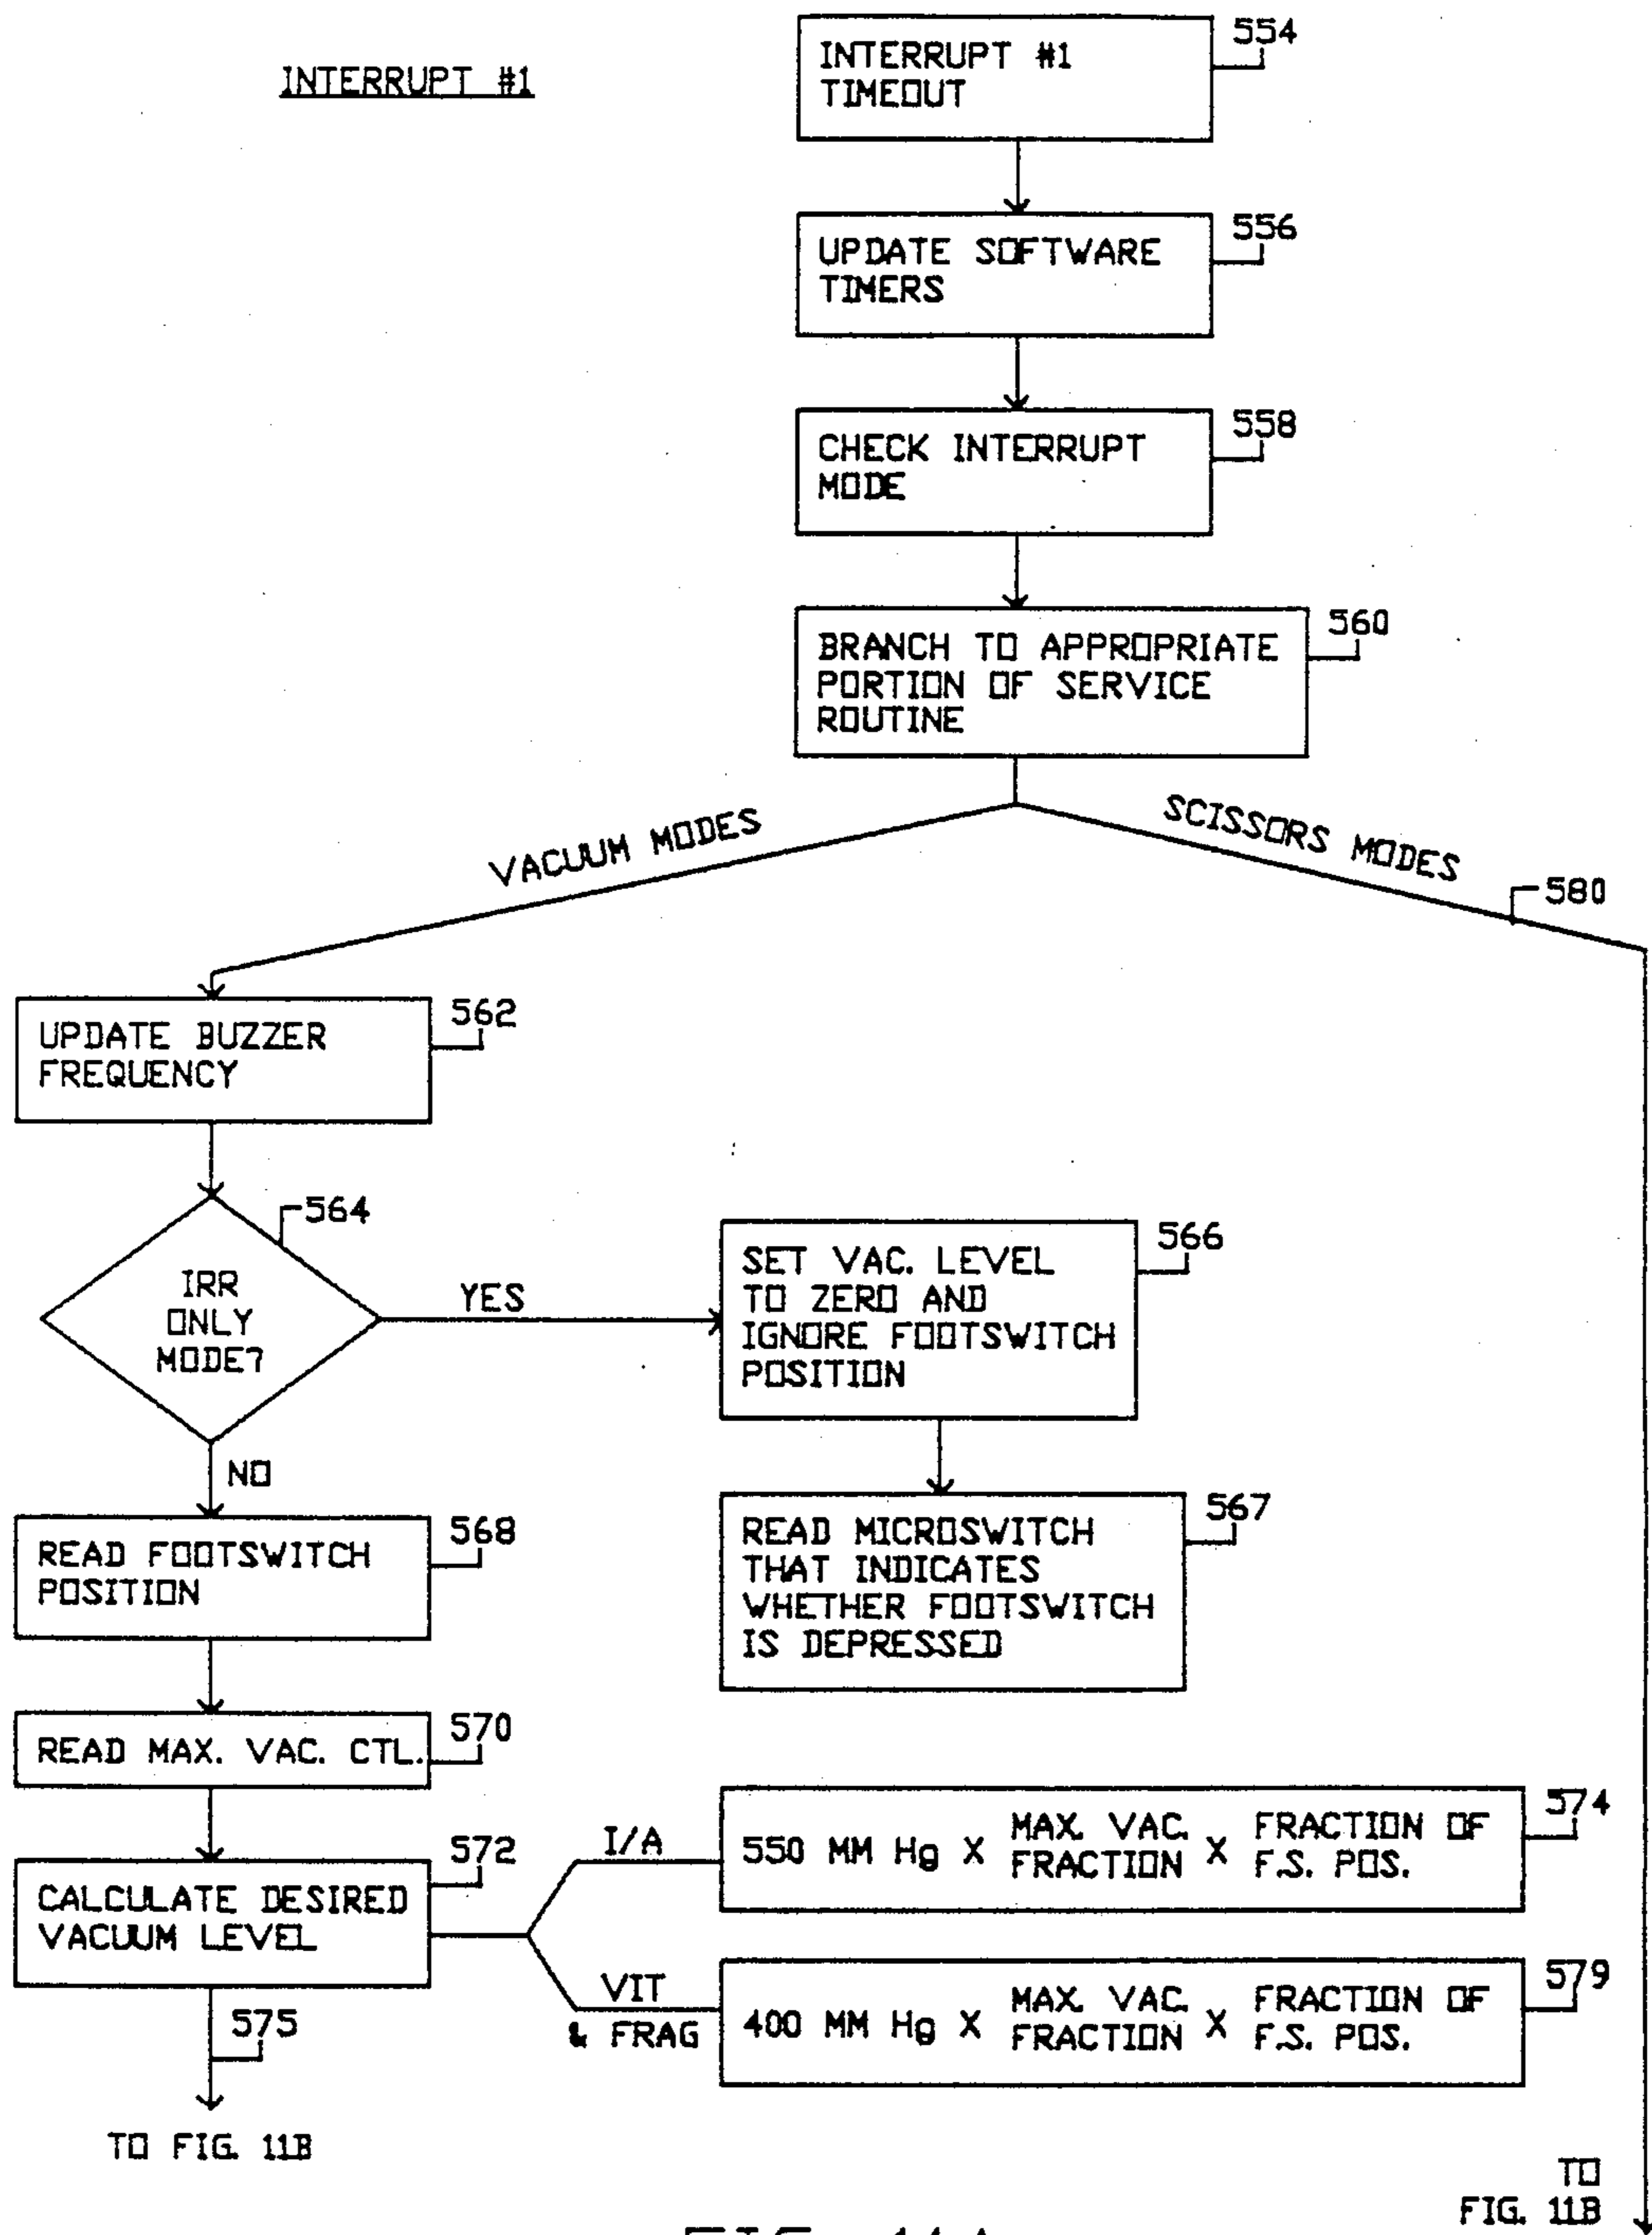 INTERRUPT #1
INTERRUPT #1
TIMEOUT
554
UPDATE SOFTWARE
TIMERS
556
CHECK INTERRUPT
MODE
558
BRANCH TO APPROPRIATE
PORTION OF SERVICE
ROUTINE
560
VACUUM MODES
SCISSORS MODES
580
UPDATE BUZZER
FREQUENCY
562
564
IRR
ONLY
MODE?
YES
SET VAC. LEVEL
TO ZERO AND
IGNORE FOOTSWITCH
POSITION
566
NO
READ MICROSWITCH
THAT INDICATES
WHETHER FOOTSWITCH
IS DEPRESSED
567
READ FOOTSWITCH
POSITION
568
READ MAX. VAC. CTL.
570
CALCULATE DESIRED
VACUUM LEVEL
572
I/A
550 MM Hg X MAX. VAC. FRACTION X FRACTION OF F.S. POS.
574
VIT
& FRAG
400 MM Hg X MAX. VAC. FRACTION X FRACTION OF F.S. POS.
579
575
TO FIG. 11B
TO
FIG. 11B